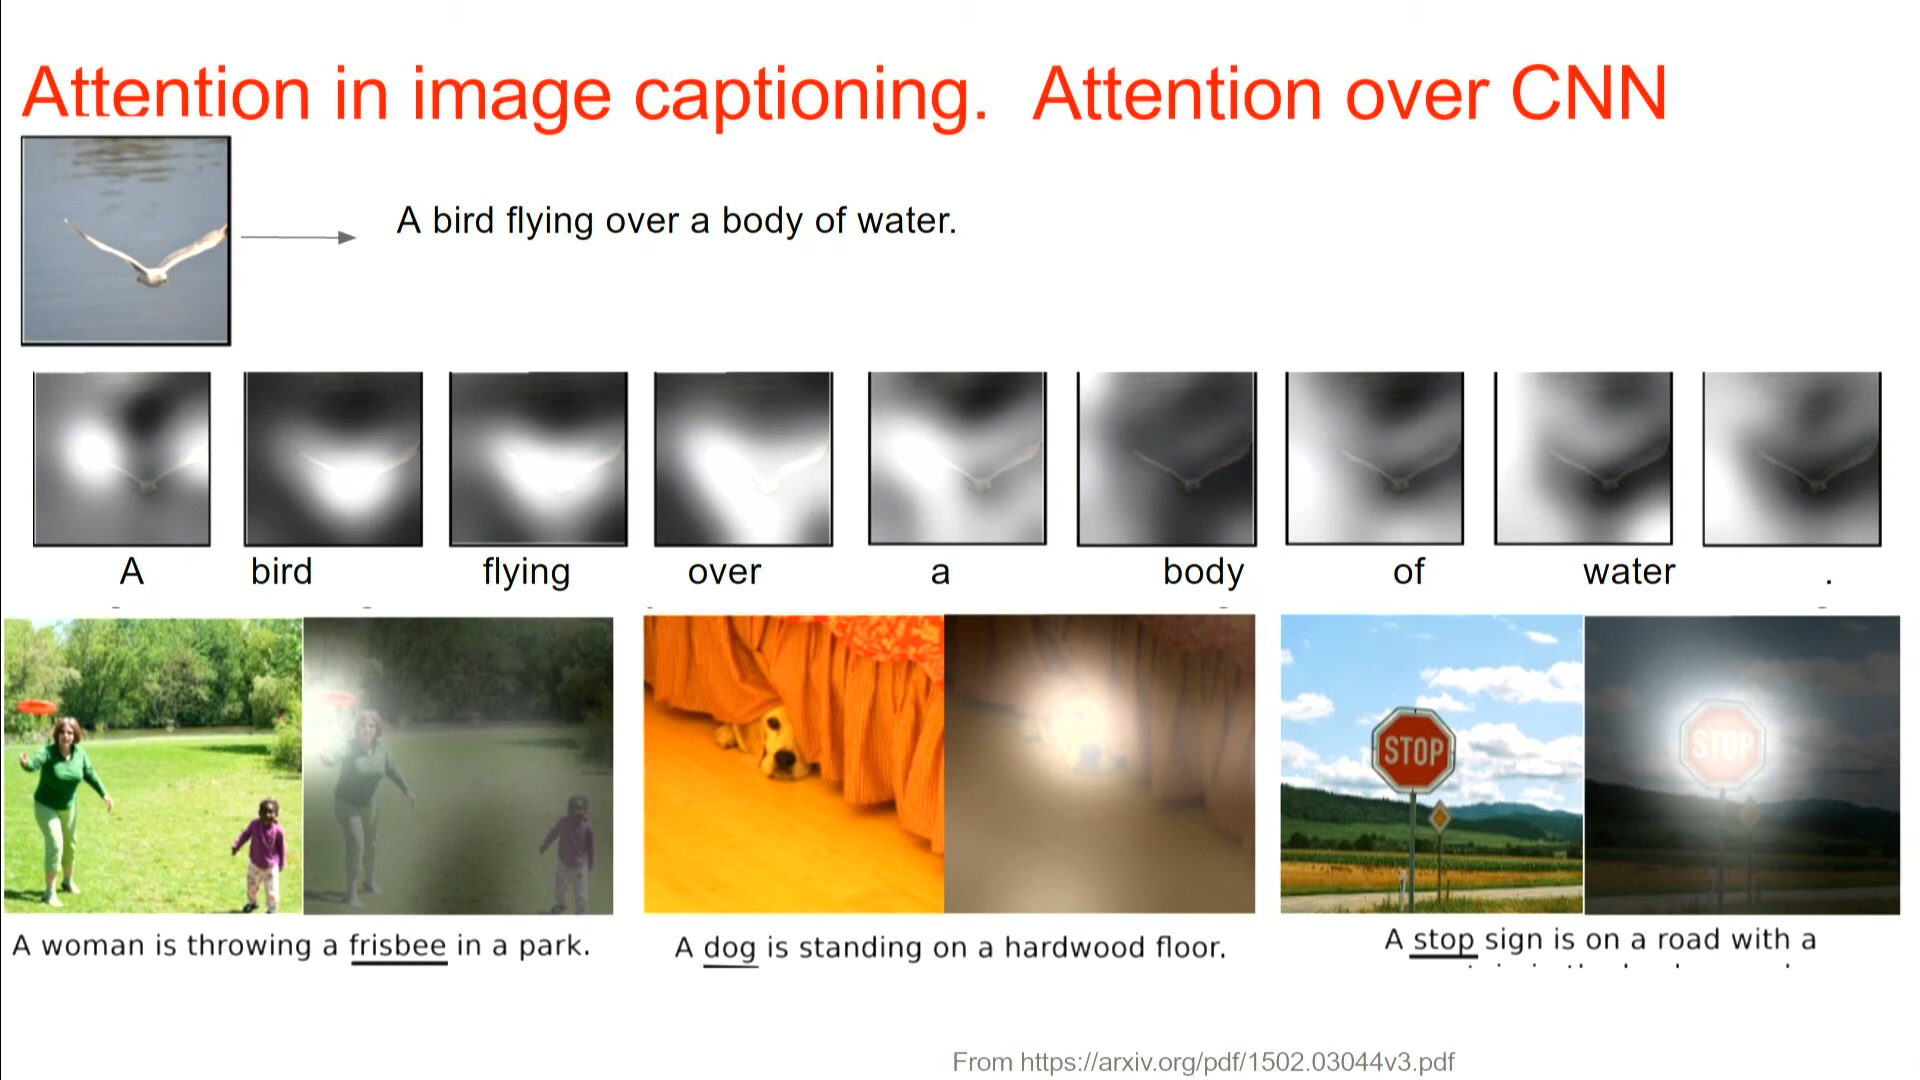 Attention in image captioning. Attention over CNN
A bird flying over a body of water.
A bird flying over a body of water .
STOP STOP
A woman is throwing a frisbee in a park.
A dog is standing on a hardwood floor.
A stop sign is on a road with a
From https://arxiv.org/pdf/1502.03044v3.pdf